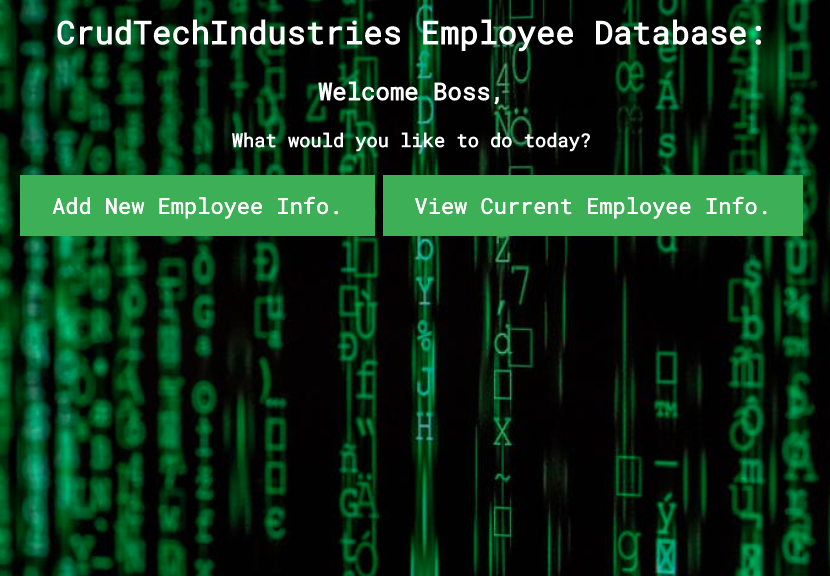 CrudTechIndustries Employee Database:
Welcome Boss,
What would you like to do today?
Add New Employee Info.
View Current Employee Info.